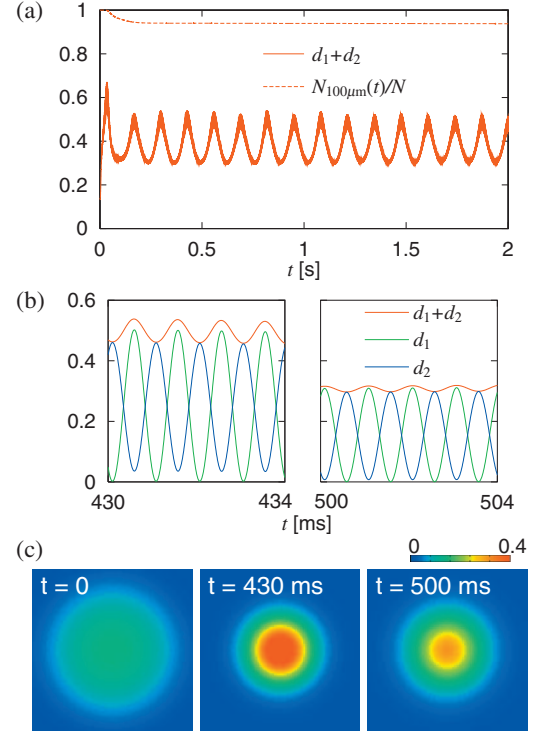 (a)
1
0.8
0.6
0.4
0.2
0
d₁+d₂
N₁₀₀μm(t)/N
0 0.5 1 1.5 2
t [s]
(b)
0.6
0.4
0.2
0
d₁+d₂
d₁
d₂
430 434 500 504
t [ms]
(c)
0 0.4
t = 0 t = 430 ms t = 500 ms